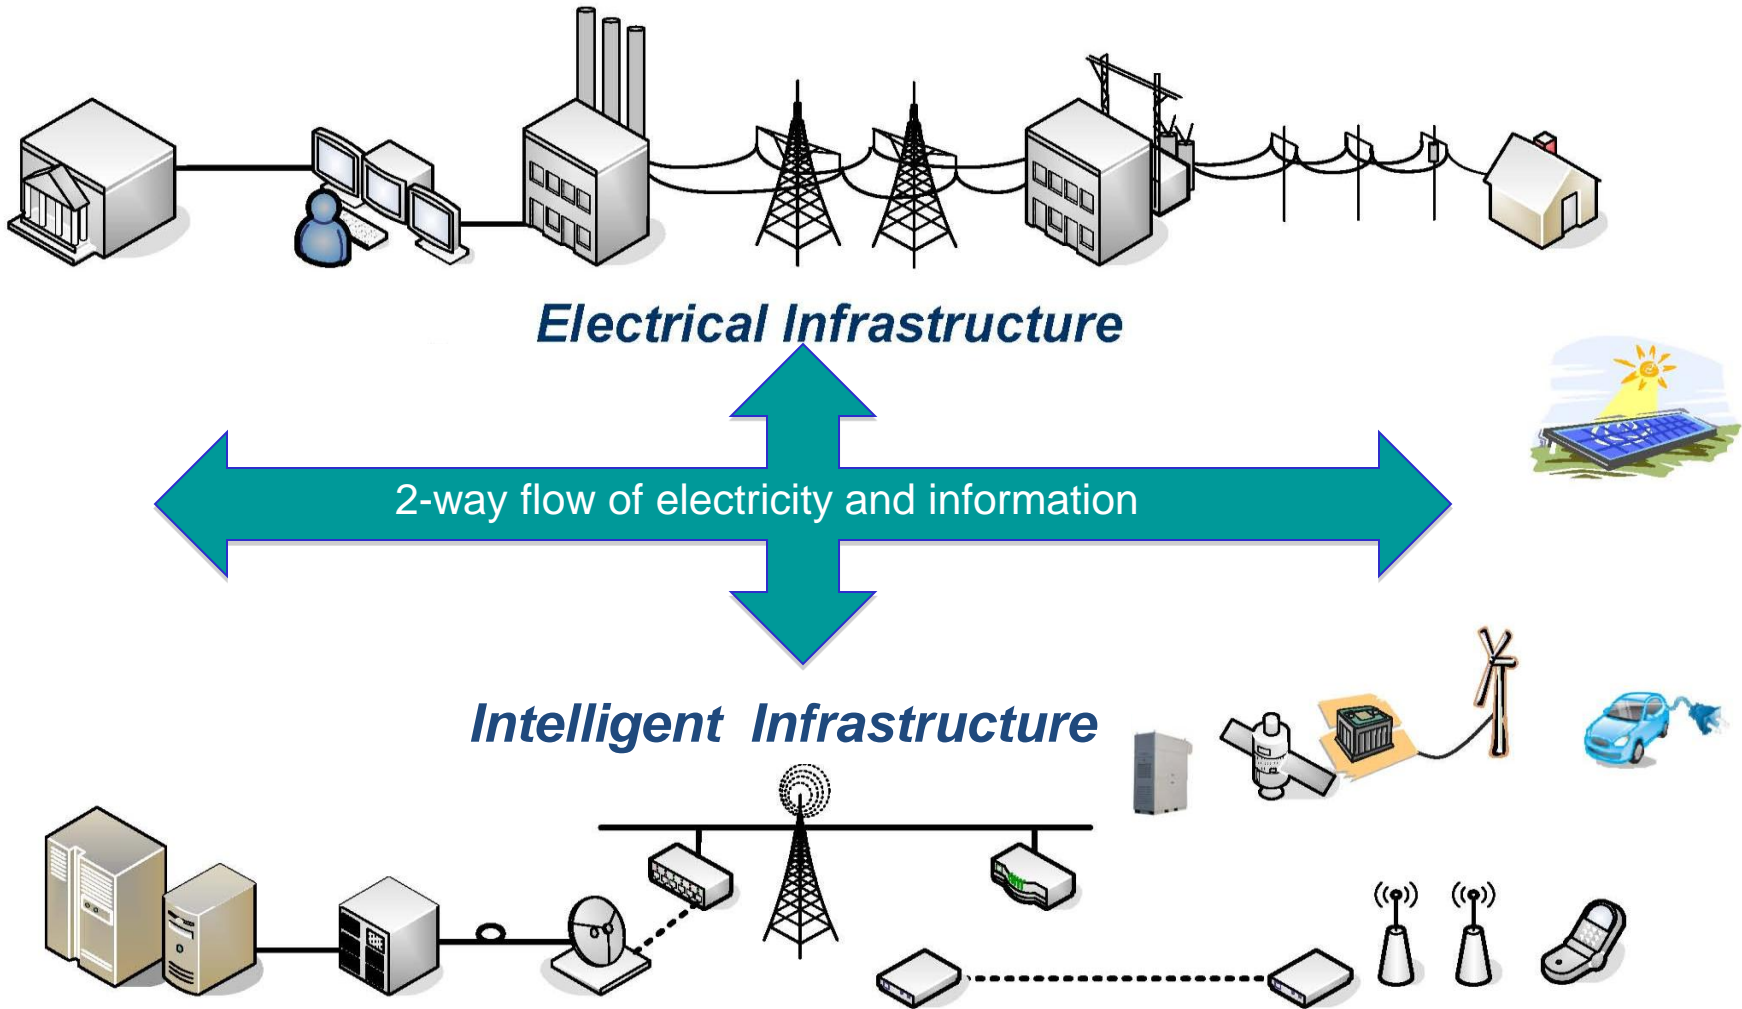 Electrical Infrastructure
2-way flow of electricity and information
Intelligent Infrastructure